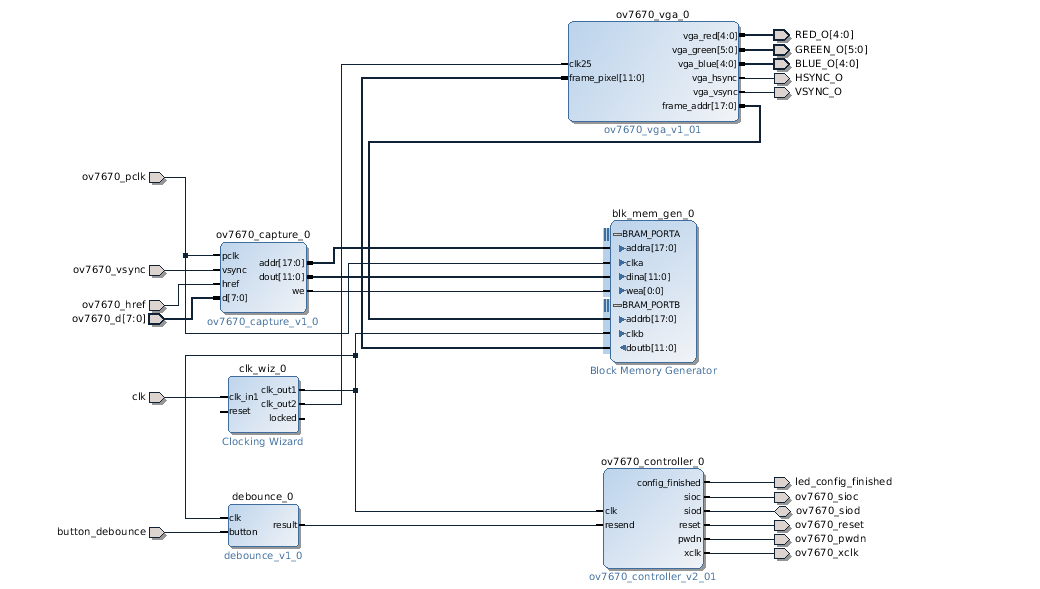 ov7670_vga_0
clk25
frame_pixel[11:0]
vga_red[4:0]
vga_green[5:0]
vga_blue[4:0]
vga_hsync
vga_vsync
frame_addr[17:0]
ov7670_vga_v1_01
RED_O[4:0]
GREEN_O[5:0]
BLUE_O[4:0]
HSYNC_O
VSYNC_O
ov7670_pclk
ov7670_vsync
ov7670_href
ov7670_d[7:0]
ov7670_capture_0
pclk
vsync
href
d[7:0]
addr[17:0]
dout[11:0]
we
ov7670_capture_v1_0
blk_mem_gen_0
BRAM_PORTA
addra[17:0]
clka
dina[11:0]
wea[0:0]
BRAM_PORTB
addrb[17:0]
clkb
doutb[11:0]
Block Memory Generator
clk
clk_wiz_0
clk_in1
reset
clk_out1
clk_out2
locked
Clocking Wizard
button_debounce
debounce_0
clk
button
result
debounce_v1_0
ov7670_controller_0
clk
resend
config_finished
sioc
siod
reset
pwdn
xclk
ov7670_controller_v2_01
led_config_finished
ov7670_sioc
ov7670_siod
ov7670_reset
ov7670_pwdn
ov7670_xclk